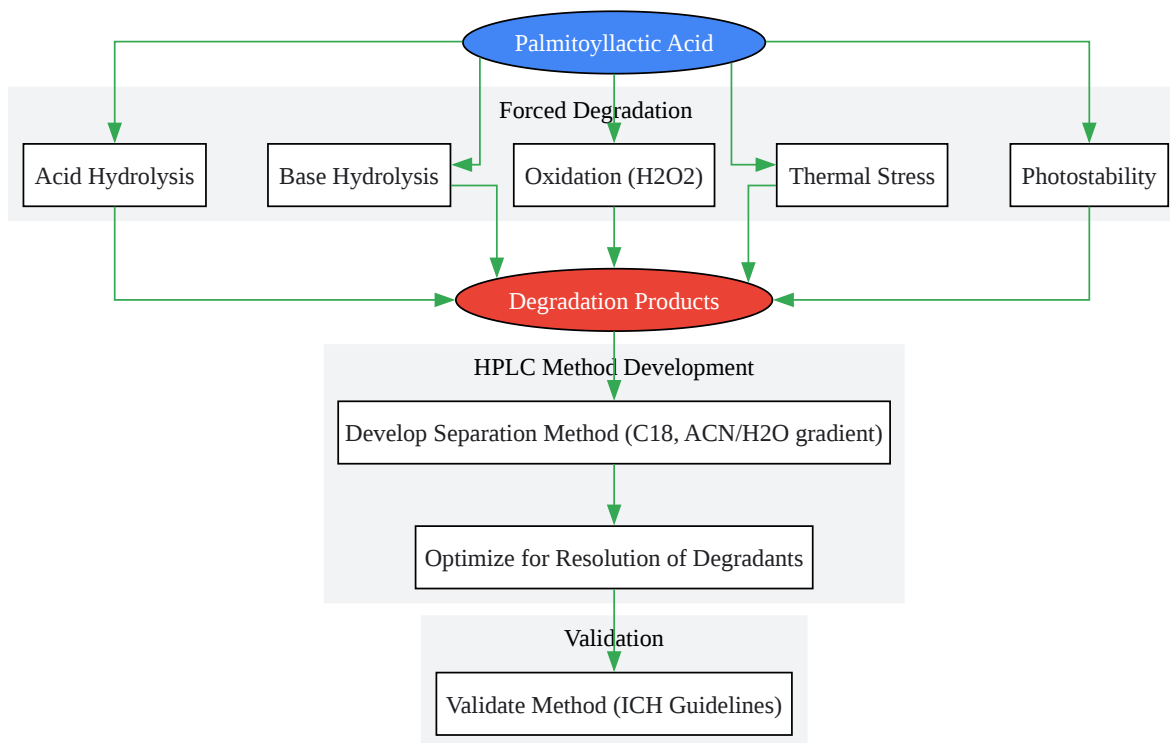 Palmitoyllactic Acid
Forced Degradation
Acid Hydrolysis
Base Hydrolysis
Oxidation (H2O2)
Thermal Stress
Photostability
Degradation Products
HPLC Method Development
Develop Separation Method (C18, ACN/H2O gradient)
Optimize for Resolution of Degradants
Validation
Validate Method (ICH Guidelines)